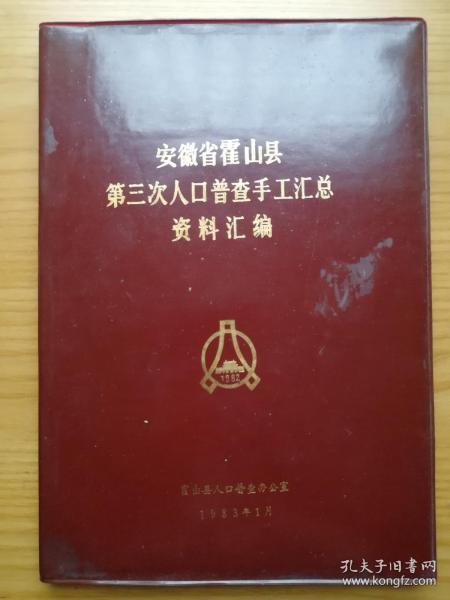 安徽省霍山县
第三次人口普查手工汇总
资料汇编
1982
霍山县人口普查办公室
1983年1月
孔夫子旧书网
www.kongfz.com